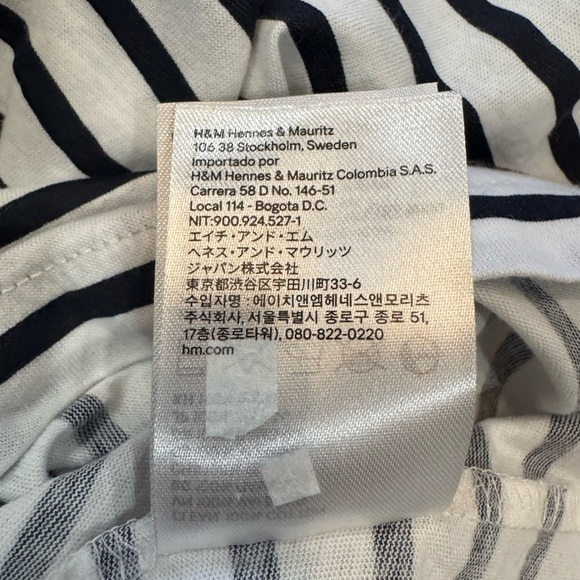 H&M Hennes & Mauritz
106 38 Stockholm, Sweden
Importado por
H&M Hennes & Mauritz Colombia S.A.S.
Carrera 58 D No. 146-51
Local 114 - Bogota D.C.
NIT:900.924.527-1
エイチ・アンド・エム
ヘネス・アンド・マウリッツ
ジャパン株式会社
東京都渋谷区宇田川町33-6
수입자명 : 에이치앤엠헤네스앤모리츠
주식회사, 서울특별시 종로구 종로 51,
17층(종로타워), 080-822-0220
hm.com